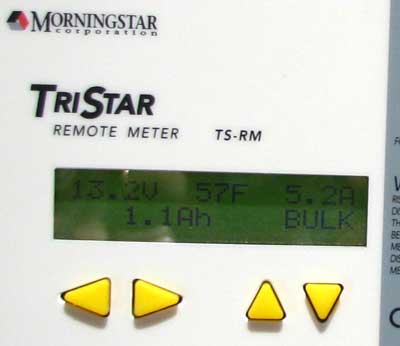 MORNINGSTAR
corporation
TRISTAR
REMOTE METER TS-RM
13.2V 57F 5.2A
1.1Ah BULK